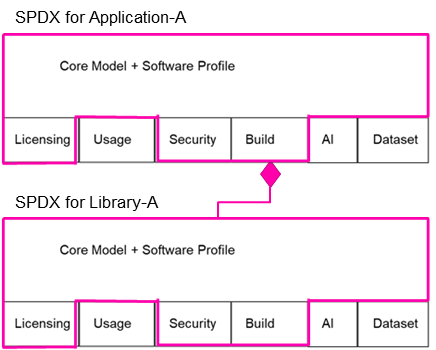 SPDX for Application-A
Core Model + Software Profile
Licensing Usage Security Build AI Dataset
SPDX for Library-A
Core Model + Software Profile
Licensing Usage Security Build AI Dataset